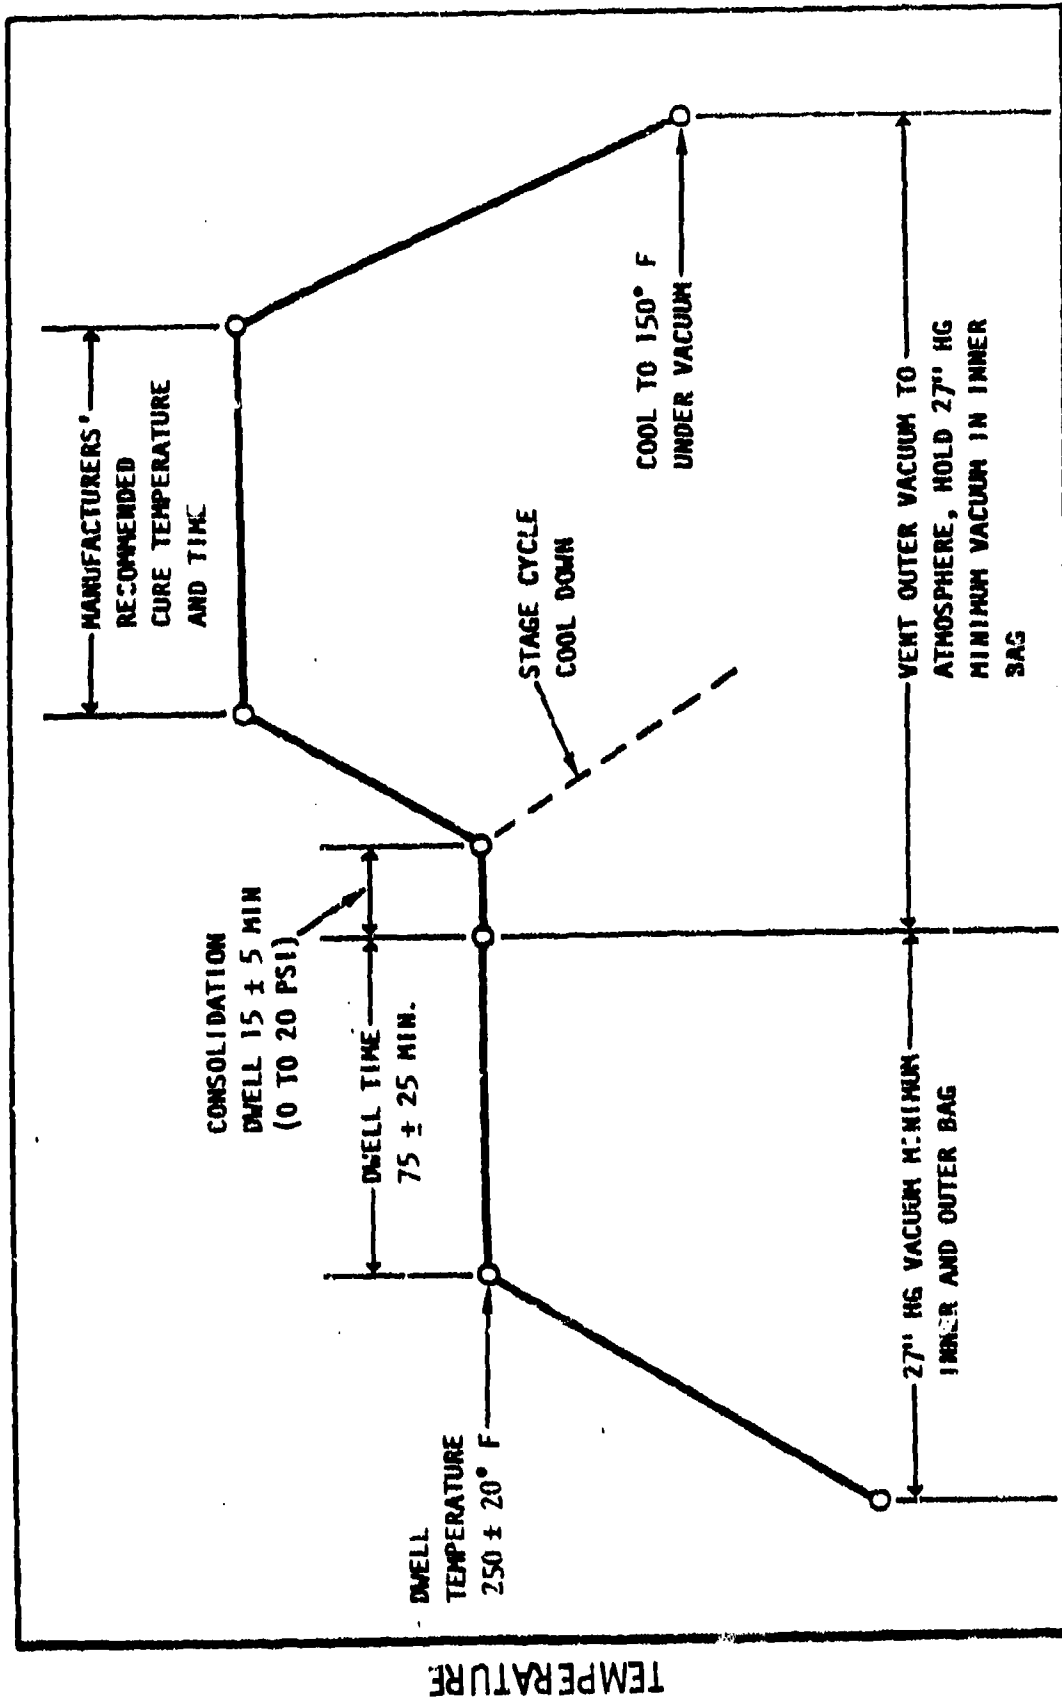 TEMPERATURE
DWELL
TEMPERATURE
250 ± 20° F
CONSOLIDATION
DWELL 15 ± 5 MIN
(0 TO 20 PSI)
DWELL TIME
75 ± 25 MIN.
MANUFACTURERS'
RECOMMENDED
CURE TEMPERATURE
AND TIME
STAGE CYCLE
COOL DOWN
COOL TO 150° F
UNDER VACUUM
27" HG VACUUM MINIMUM
INNER AND OUTER BAG
VENT OUTER VACUUM TO
ATMOSPHERE, HOLD 27" HG
MINIMUM VACUUM IN INNER
BAG